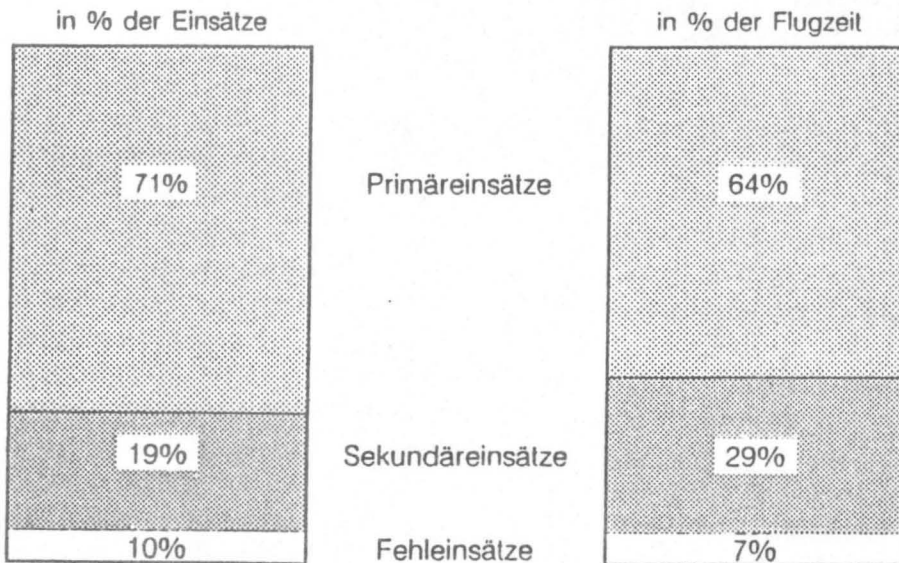 in % der Einsätze in % der Flugzeit
71% Primäreinsätze 64%
19% Sekundäreinsätze 29%
10% Fehleinsätze 7%